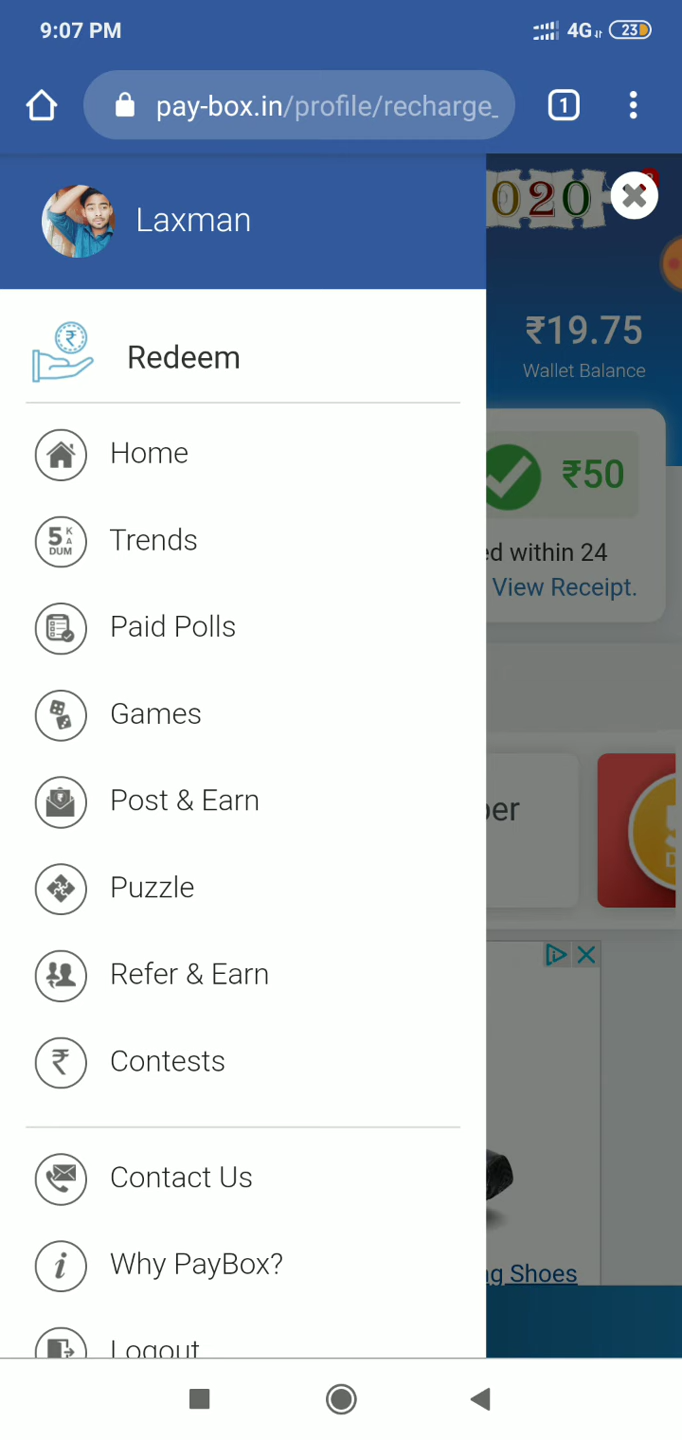 9:07 PM
4G
23
pay-box.in/profile/recharge_
1
Laxman
020
₹19.75
Wallet Balance
Redeem
₹50
Home
5 K A
DUM
Trends
ed within 24
View Receipt.
Paid Polls
Games
Post & Earn
per
Puzzle
Refer & Earn
Contests
Contact Us
Why PayBox?
ng Shoes
Logout